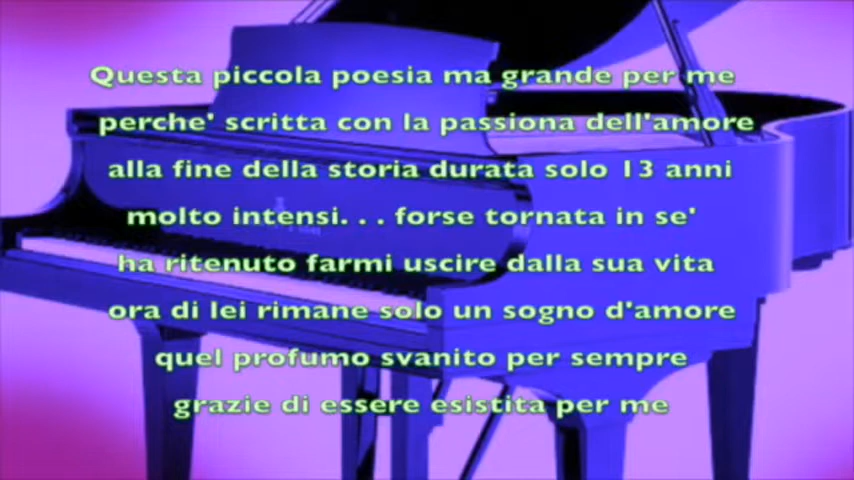 Questa piccola poesia ma grande per me
perche' scritta con la passiona dell'amore
alla fine della storia durata solo 13 anni
molto intensi. . . forse tornata in se'
ha ritenuto farmi uscire dalla sua vita
ora di lei rimane solo un sogno d'amore
quel profumo svanito per sempre
grazie di essere esistita per me